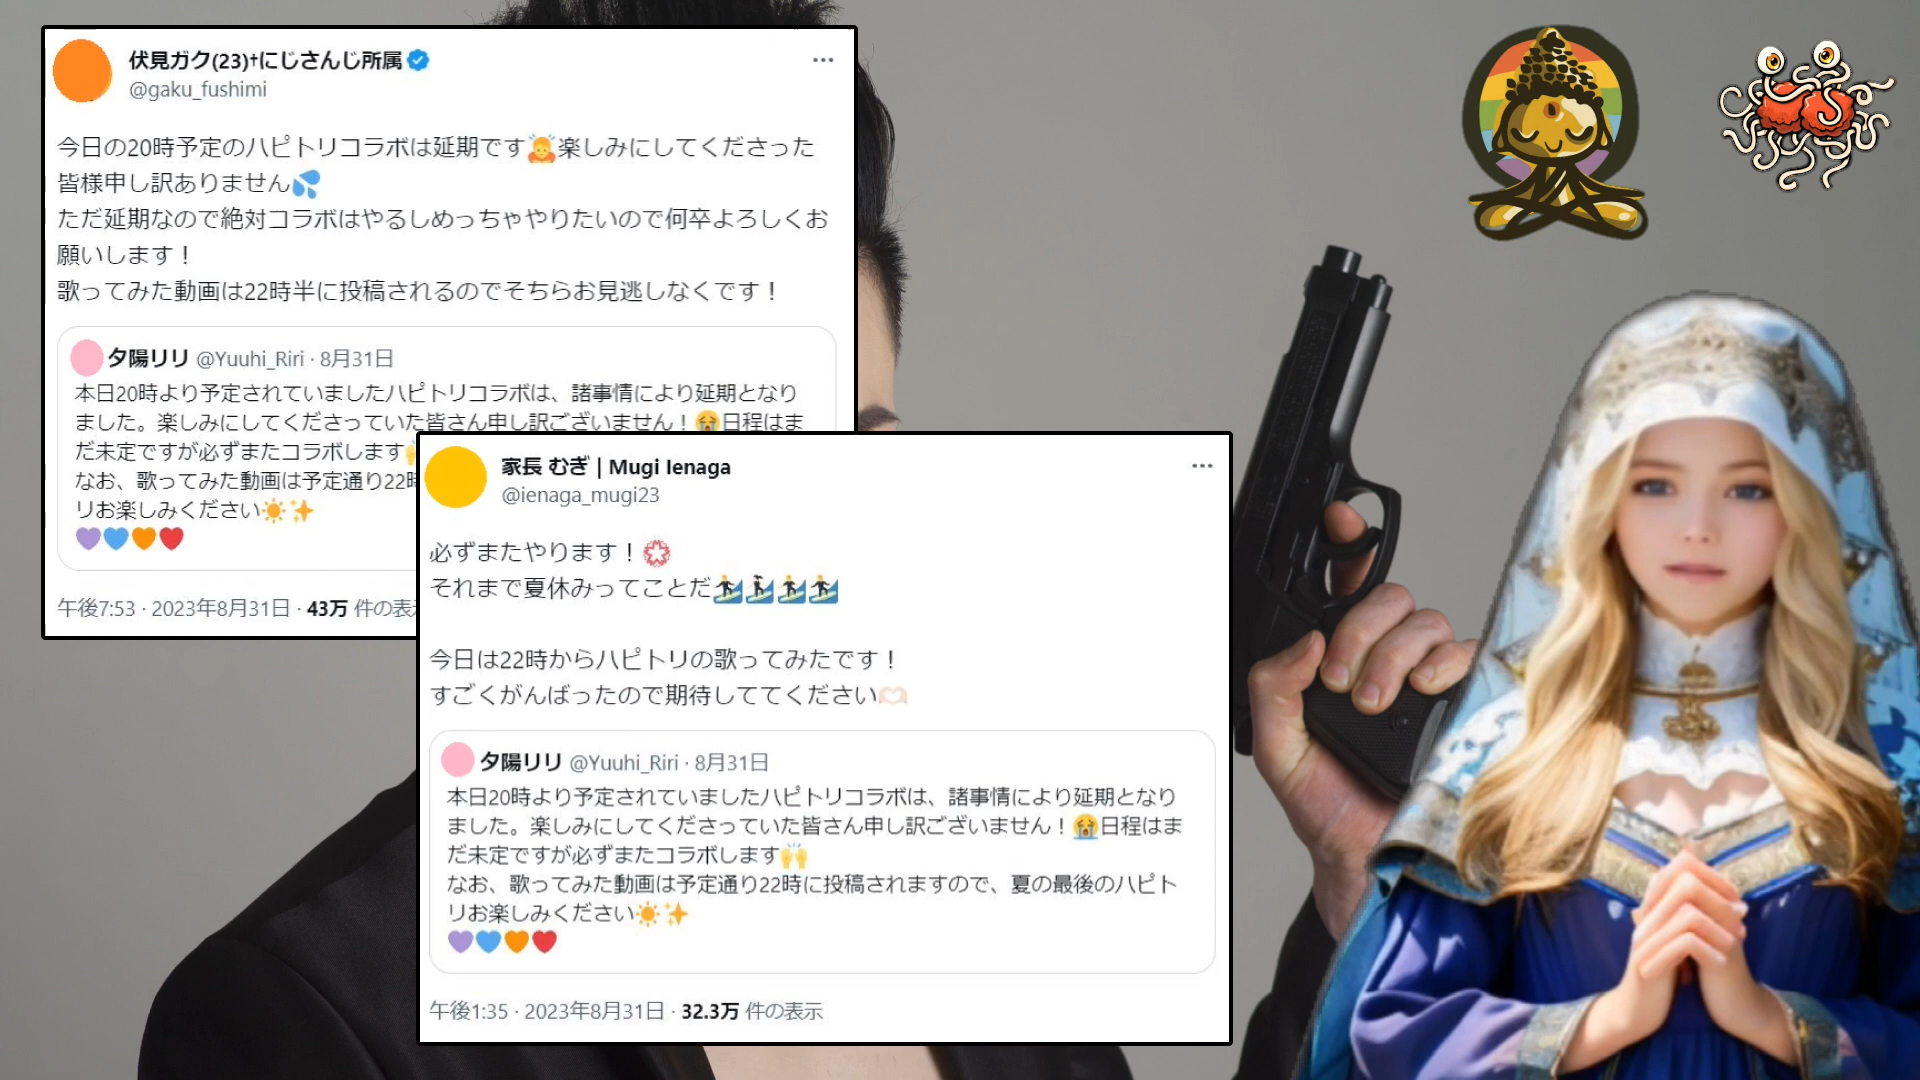 伏見ガク(23)†にじさんじ所属
@gaku_fushimi
今日の20時予定のハピトリコラボは延期です🙇楽しみにしてくださった
皆様申し訳ありません💦
ただ延期なので絶対コラボはやるしめっちゃやりたいので何卒よろしくお
願いします！
歌ってみた動画は22時半に投稿されるのでそちらお見逃しなくです！
夕陽リリ @Yuuhi_Riri · 8月31日
本日20時より予定されていましたハピトリコラボは、諸事情により延期となり
ました。楽しみにしてくださっていた皆さん申し訳ございません！😭日程はま
だ未定ですが必ずまたコラボします
なお、歌ってみた動画は予定通り22時
リお楽しみください☀️✨
💜💙🧡❤️
午後7:53 · 2023年8月31日 · 43万 件の表
家長 むぎ | Mugi Ienaga
@ienaga_mugi23
必ずまたやります！💮
それまで夏休みってことだ🏄🏄🏄🏄
今日は22時からハピトリの歌ってみたです！
すごくがんばったので期待しててください🫶🏻
夕陽リリ @Yuuhi_Riri · 8月31日
本日20時より予定されていましたハピトリコラボは、諸事情により延期となり
ました。楽しみにしてくださっていた皆さん申し訳ございません！😭日程はま
だ未定ですが必ずまたコラボします🙌
なお、歌ってみた動画は予定通り22時に投稿されますので、夏の最後のハピト
リお楽しみください☀️✨
💜💙🧡❤️
午後1:35 · 2023年8月31日 · 32.3万 件の表示